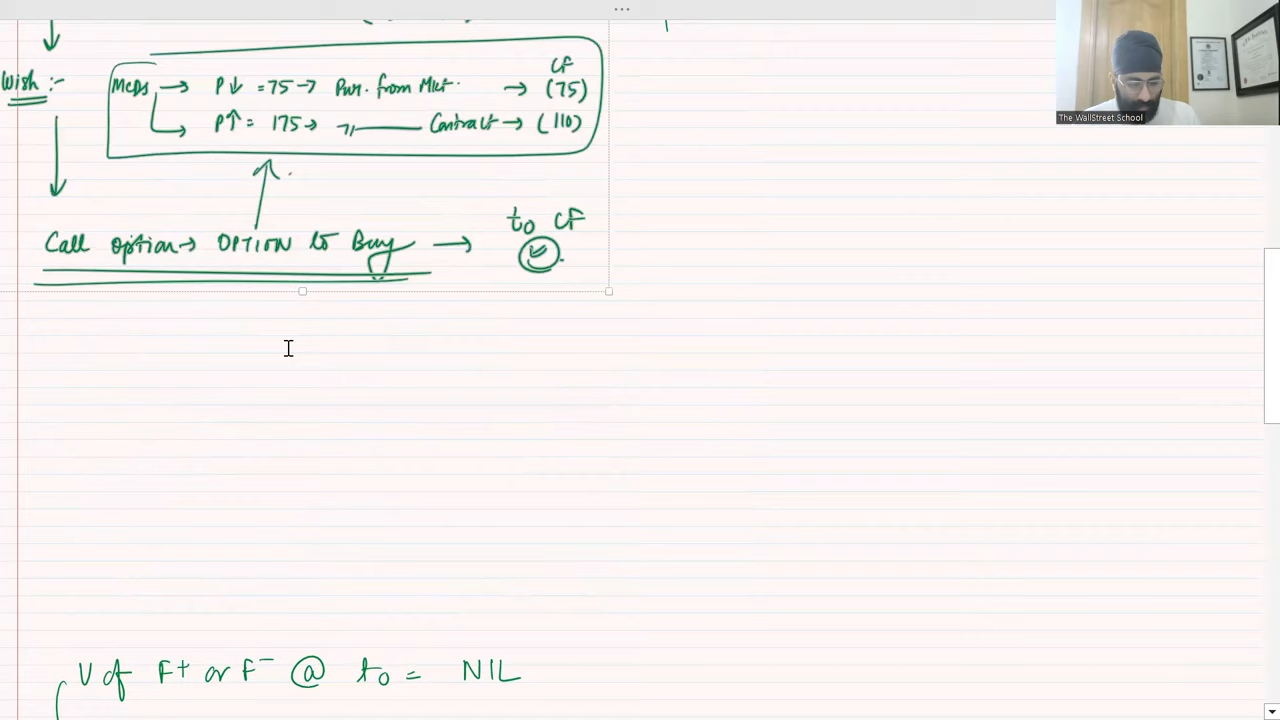 CF
Wish :-
McDs → P↓ = 75 → Pur. from Mkt. → (75)
P↑ = 175 → —〃— Contract → (110)
t₀ CF
Call option → OPTION to Buy →
V of F+ or F⁻ @ t₀ = NIL
The WallStreet School